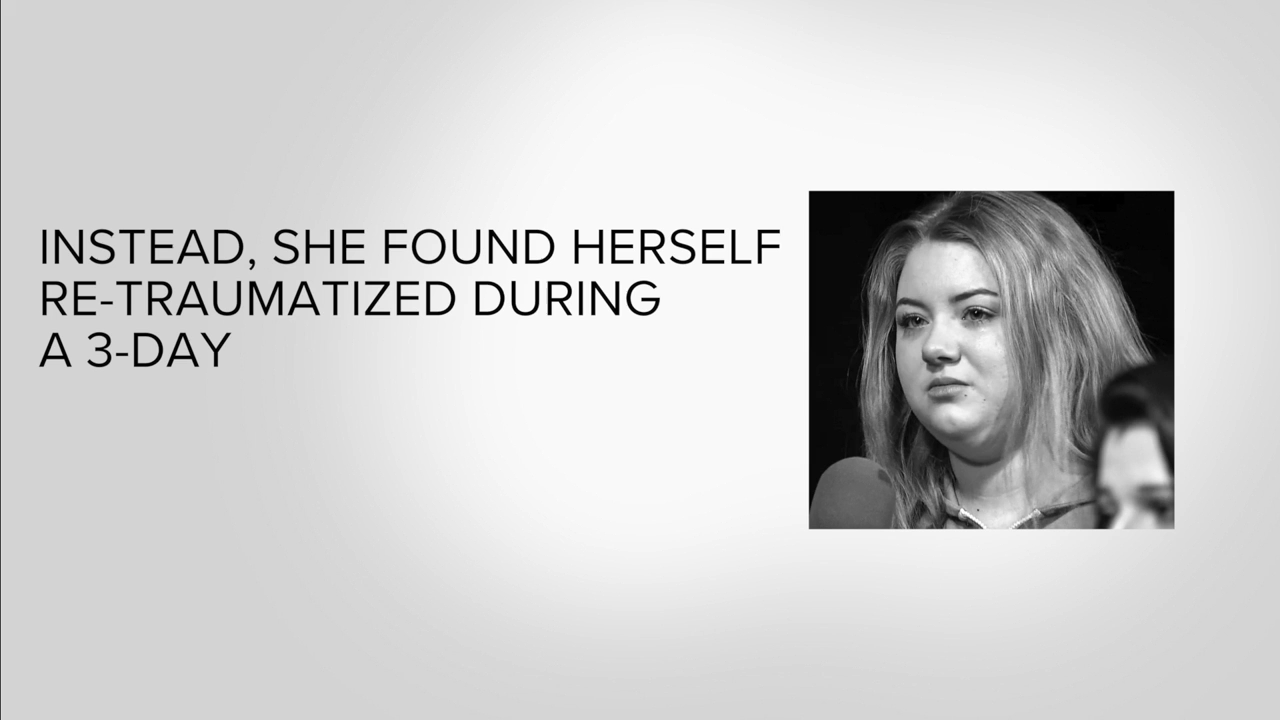 INSTEAD, SHE FOUND HERSELF
RE-TRAUMATIZED DURING
A 3-DAY